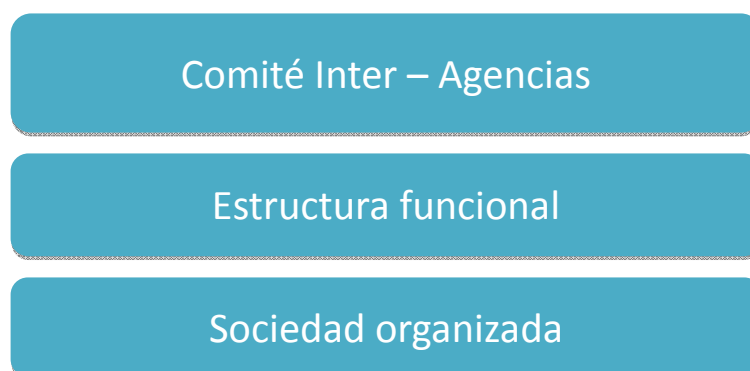 Comité Inter – Agencias
Estructura funcional
Sociedad organizada